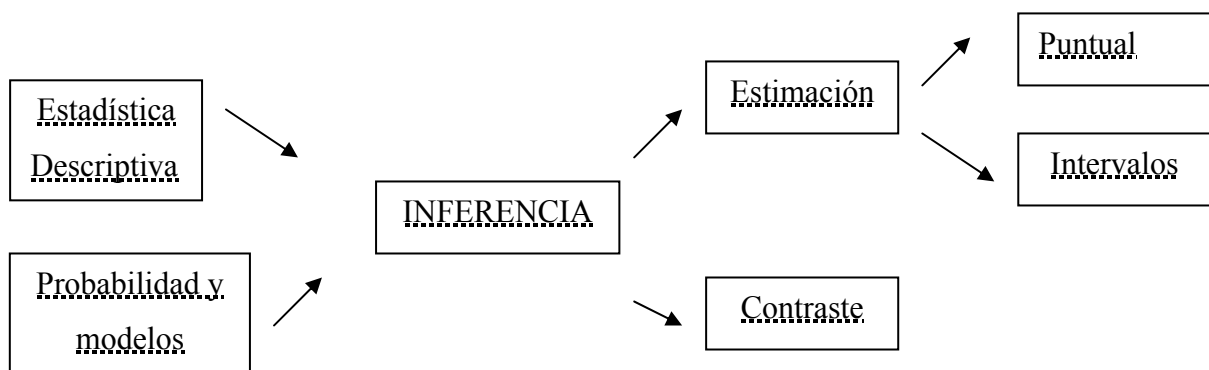 Estadística
Descriptiva
Probabilidad y
modelos
INFERENCIA
Estimación
Contraste
Puntual
Intervalos